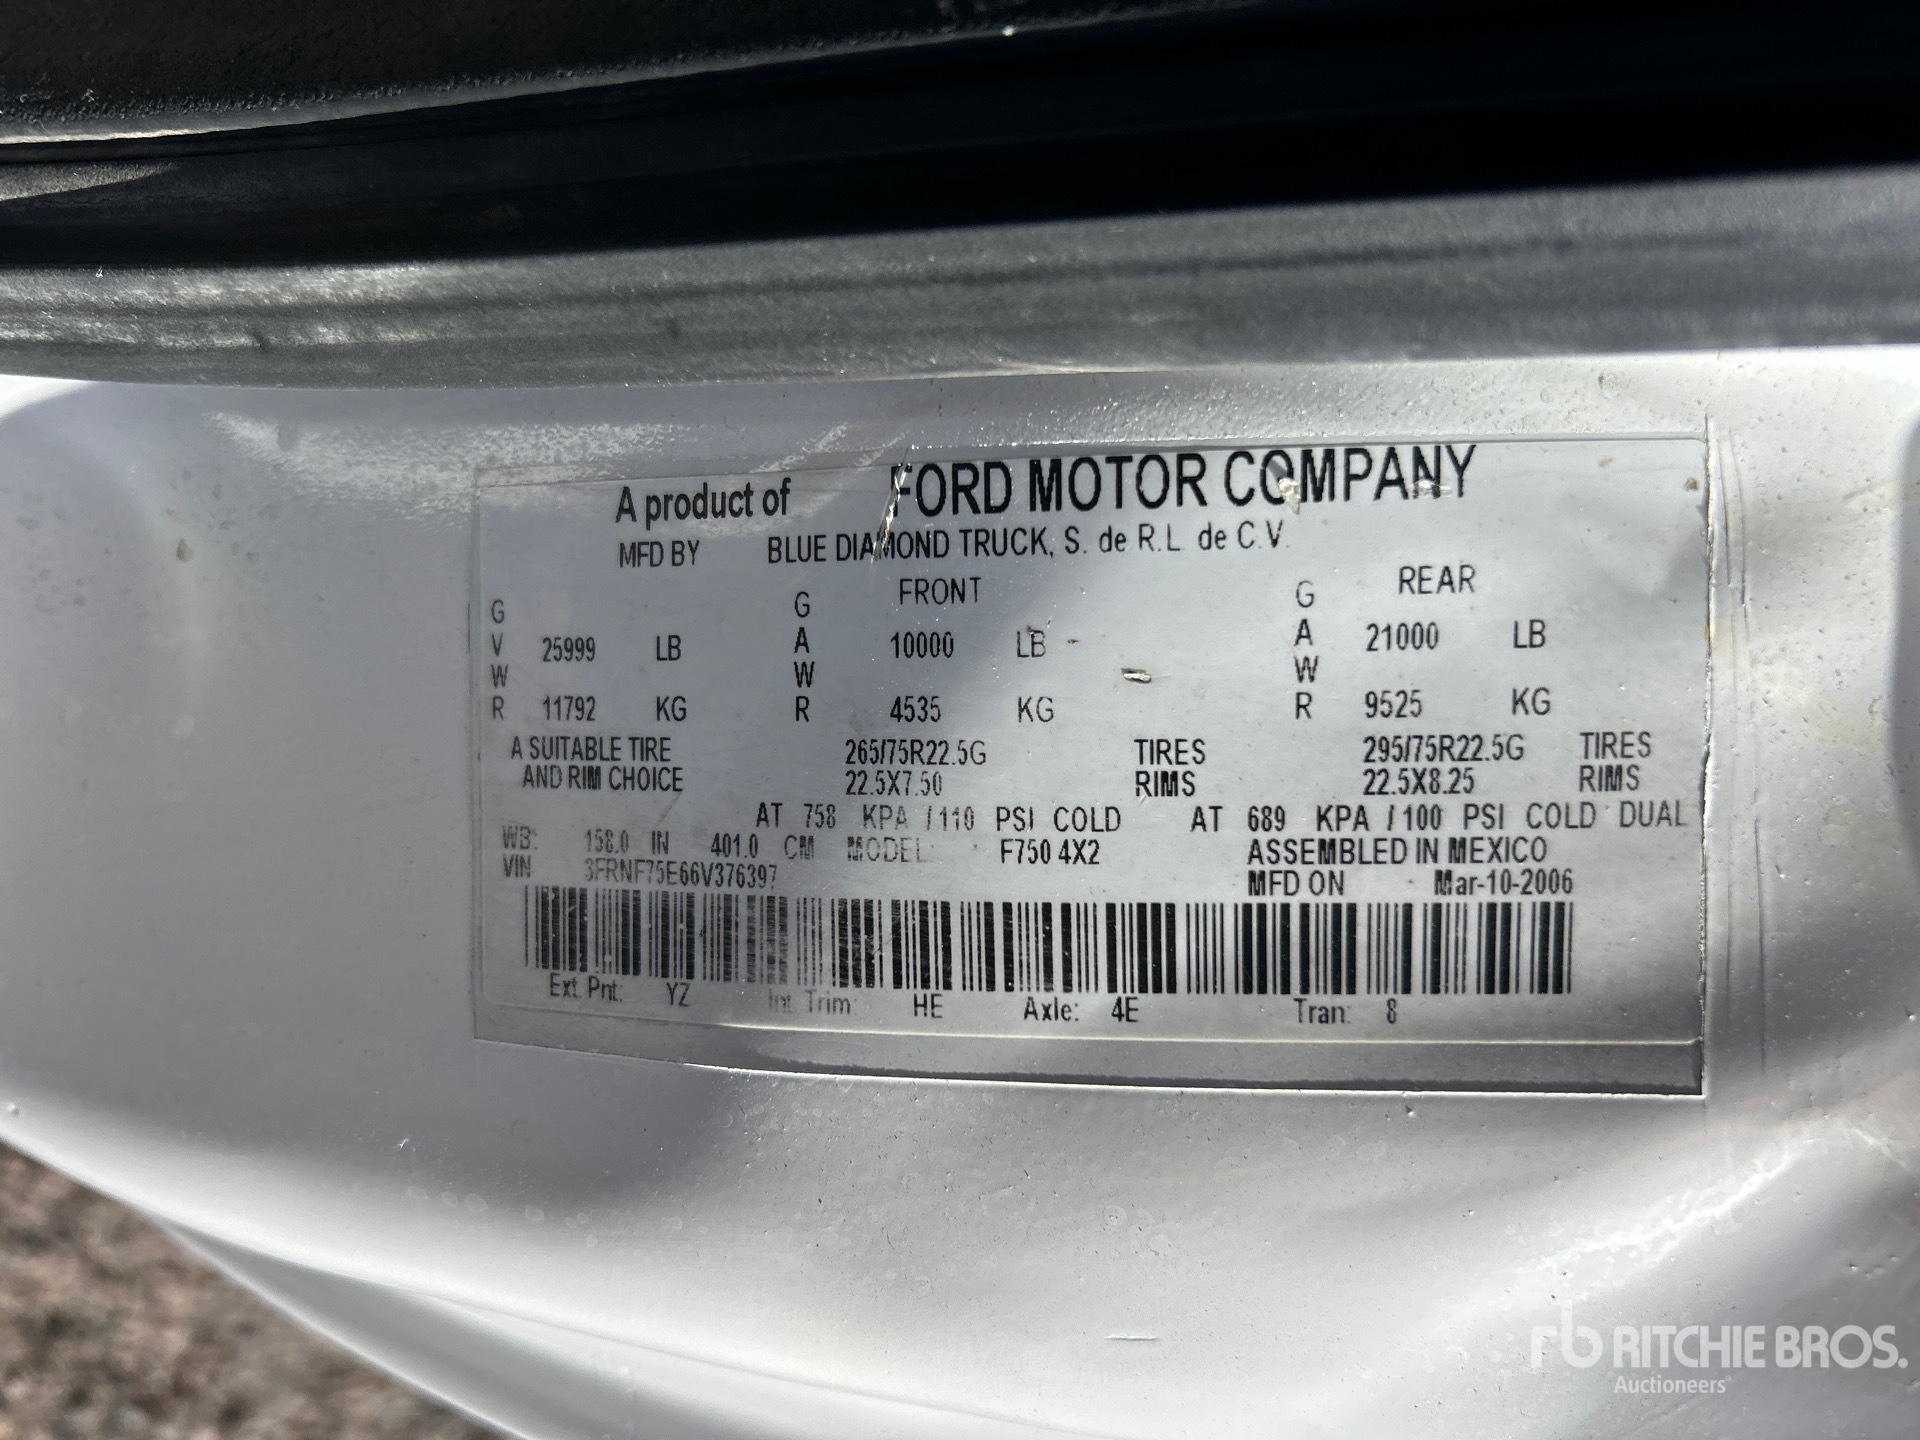 A product of FORD MOTOR COMPANY
MFD BY BLUE DIAMOND TRUCK, S. de R.L. de C.V.
G FRONT G REAR G
V 25999 LB A 10000 LB A 21000 LB
W W W
R 11792 KG R 4535 KG R 9525 KG
A SUITABLE TIRE 265/75R22.5G TIRES 295/75R22.5G TIRES
AND RIM CHOICE 22.5X7.50 RIMS 22.5X8.25 RIMS
AT 758 KPA / 110 PSI COLD AT 689 KPA / 100 PSI COLD DUAL
WB: 158.0 IN 401.0 CM MODEL: F750 4X2 ASSEMBLED IN MEXICO
VIN 3FRNF75E66V376397 MFD ON Mar-10-2006
Ext. Pnt: YZ Int. Trim: HE Axle: 4E Tran: 8
rb RITCHIE BROS.
Auctioneers